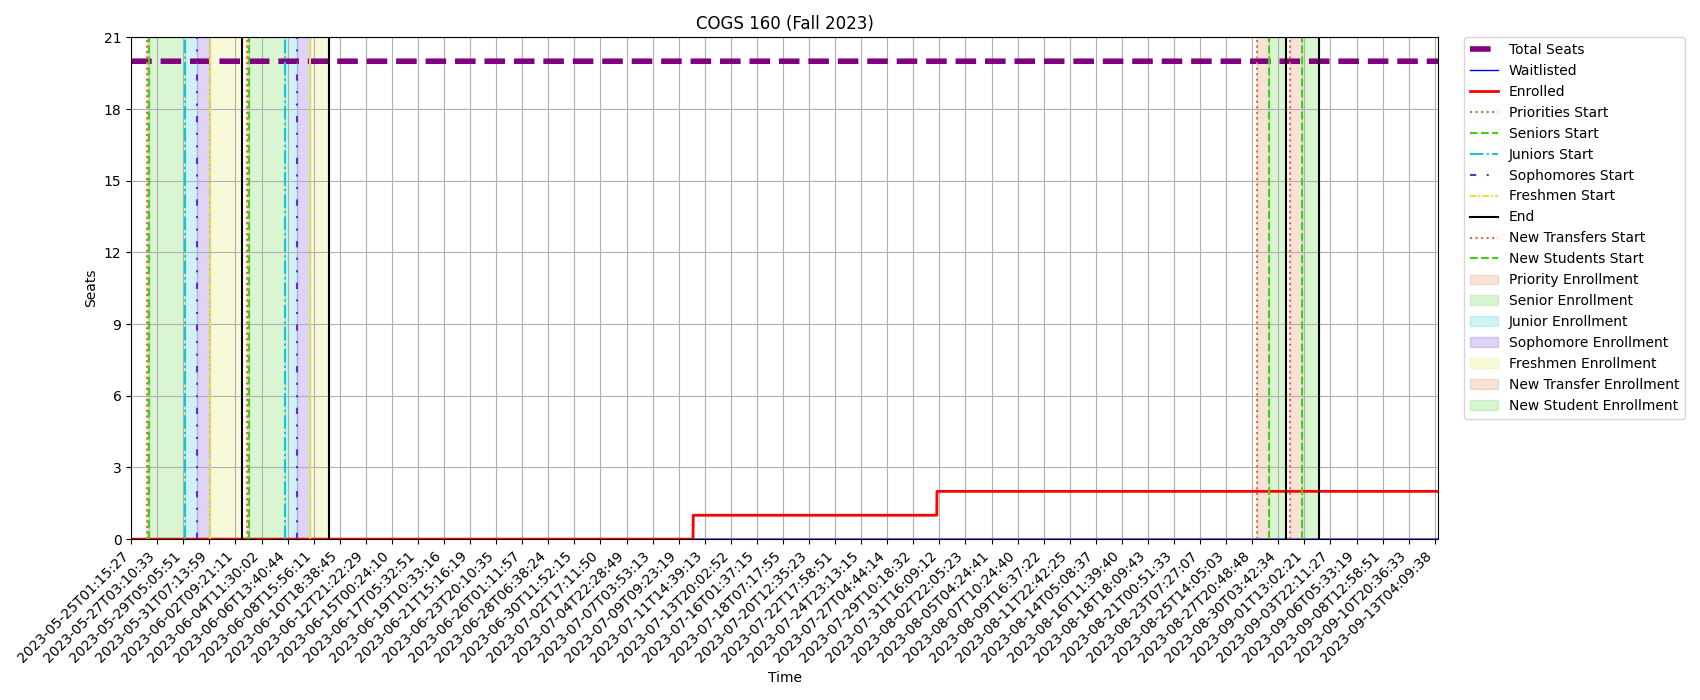 COGS 160 (Fall 2023)
21
18
15
12
9
6
3
0
Seats
2023-05-25T01:15:27
2023-05-27T03:10:33
2023-05-29T05:05:51
2023-05-31T07:13:59
2023-06-02T09:21:11
2023-06-04T11:30:02
2023-06-06T13:40:44
2023-06-08T15:56:11
2023-06-10T18:38:45
2023-06-12T21:22:29
2023-06-15T00:24:10
2023-06-17T05:32:51
2023-06-19T10:33:16
2023-06-21T15:16:19
2023-06-23T20:10:35
2023-06-26T01:11:57
2023-06-28T06:38:24
2023-06-30T11:52:15
2023-07-02T17:11:50
2023-07-04T22:28:49
2023-07-07T03:53:13
2023-07-09T09:23:19
2023-07-11T14:39:13
2023-07-13T20:02:52
2023-07-16T01:37:15
2023-07-18T07:17:55
2023-07-20T12:35:23
2023-07-22T17:58:51
2023-07-24T23:13:15
2023-07-27T04:44:14
2023-07-29T10:18:32
2023-07-31T16:09:12
2023-08-02T22:05:23
2023-08-05T04:24:41
2023-08-07T10:24:40
2023-08-09T16:37:22
2023-08-11T22:42:25
2023-08-14T05:08:37
2023-08-16T11:39:40
2023-08-18T18:09:43
2023-08-21T00:51:33
2023-08-23T07:27:07
2023-08-25T14:05:03
2023-08-27T20:48:48
2023-08-30T03:42:34
2023-09-01T13:02:21
2023-09-03T22:11:27
2023-09-06T05:33:19
2023-09-08T12:58:51
2023-09-10T20:36:33
2023-09-13T04:09:38
Time
Total Seats
Waitlisted
Enrolled
Priorities Start
Seniors Start
Juniors Start
Sophomores Start
Freshmen Start
End
New Transfers Start
New Students Start
Priority Enrollment
Senior Enrollment
Junior Enrollment
Sophomore Enrollment
Freshmen Enrollment
New Transfer Enrollment
New Student Enrollment